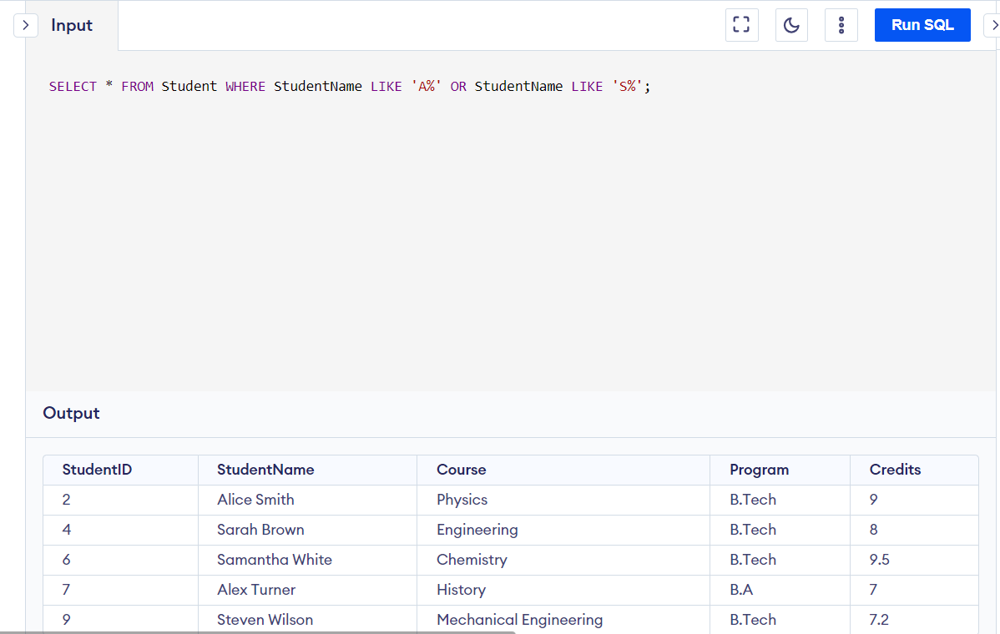 Input
Run SQL
SELECT * FROM Student WHERE StudentName LIKE 'A%' OR StudentName LIKE 'S%';
Output
StudentID StudentName Course Program Credits
2 Alice Smith Physics B.Tech 9
4 Sarah Brown Engineering B.Tech 8
6 Samantha White Chemistry B.Tech 9.5
7 Alex Turner History B.A 7
9 Steven Wilson Mechanical Engineering B.Tech 7.2